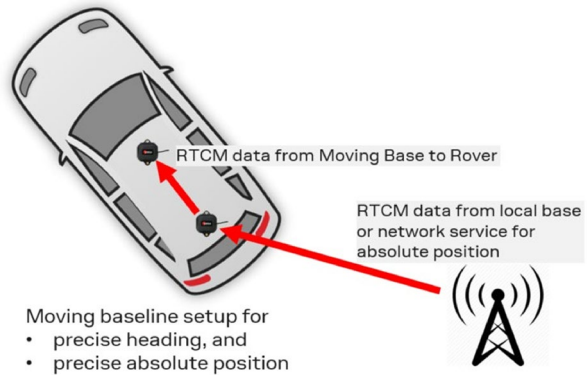 RTCM data from Moving Base to Rover
RTCM data from local base
or network service for
absolute position
Moving baseline setup for
• precise heading, and
• precise absolute position